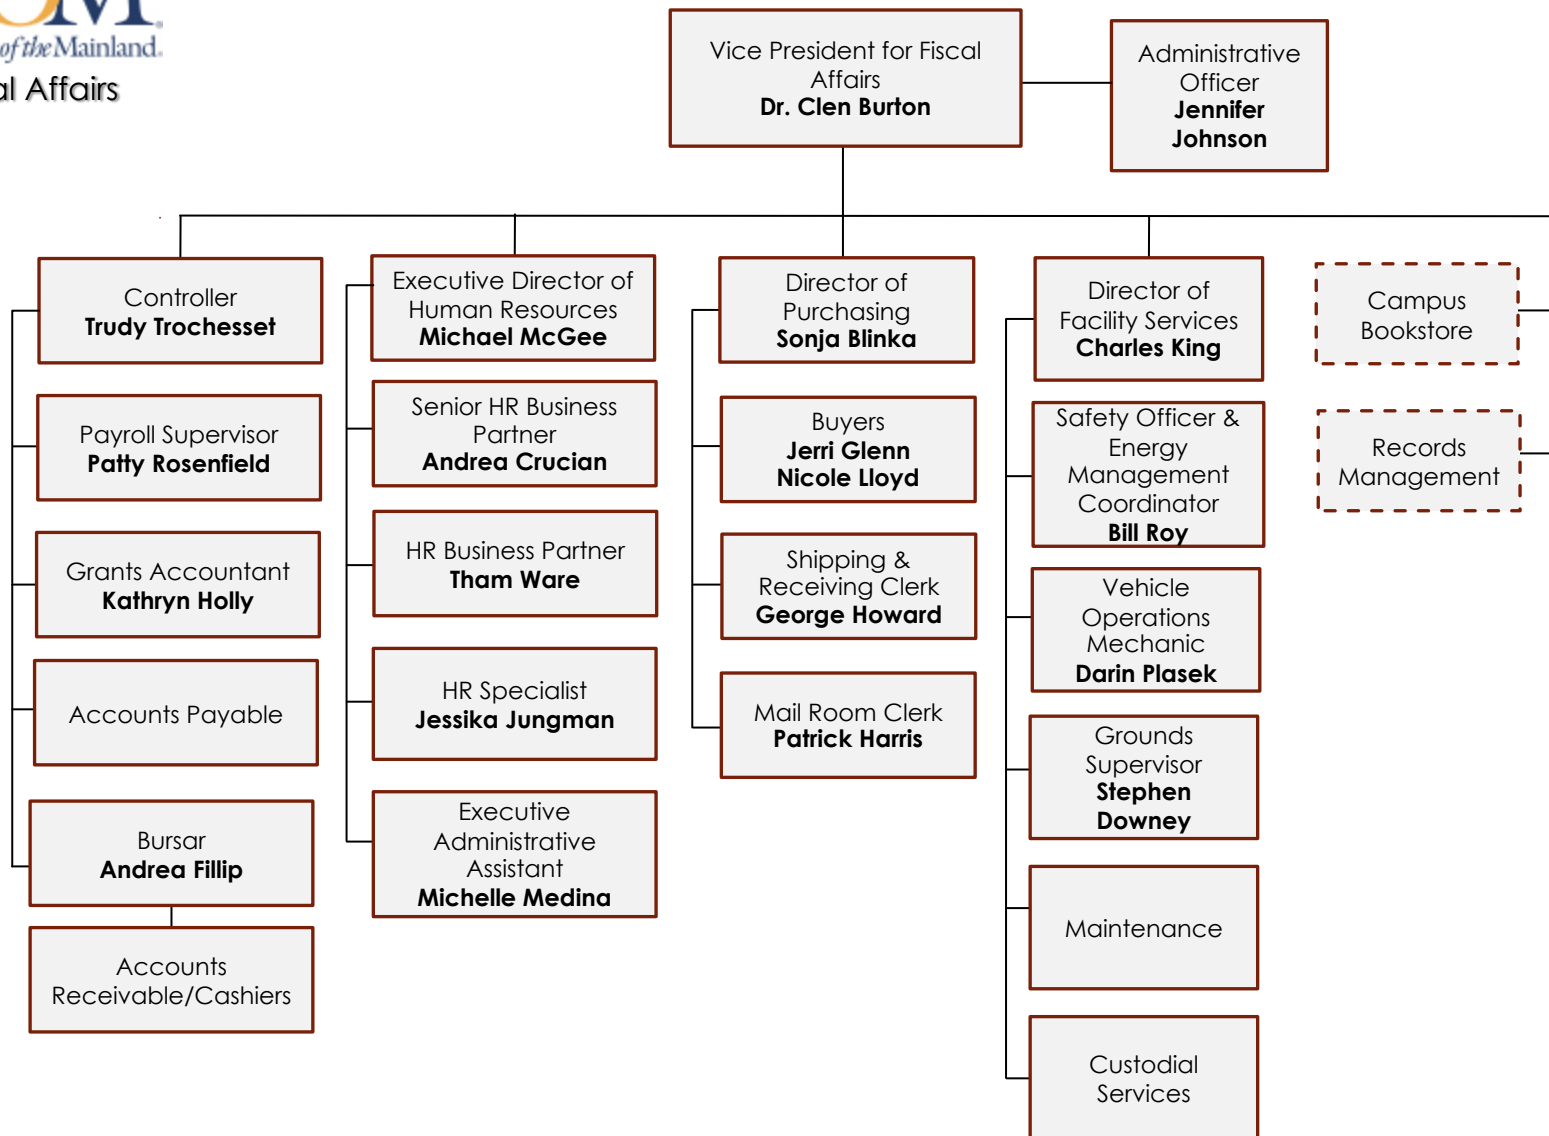 of the Mainland.
Affairs
Vice President for Fiscal
Affairs
Dr. Clen Burton
Administrative
Officer
Jennifer
Johnson
Controller
Trudy Trochesset
Payroll Supervisor
Patty Rosenfield
Grants Accountant
Kathryn Holly
Accounts Payable
Bursar
Andrea Fillip
Accounts
Receivable/Cashiers
Executive Director of
Human Resources
Michael McGee
Senior HR Business
Partner
Andrea Crucian
HR Business Partner
Tham Ware
HR Specialist
Jessika Jungman
Executive
Administrative
Assistant
Michelle Medina
Director of
Purchasing
Sonja Blinka
Buyers
Jerri Glenn
Nicole Lloyd
Shipping &
Receiving Clerk
George Howard
Mail Room Clerk
Patrick Harris
Director of
Facility Services
Charles King
Safety Officer &
Energy
Management
Coordinator
Bill Roy
Vehicle
Operations
Mechanic
Darin Plasek
Grounds
Supervisor
Stephen
Downey
Maintenance
Custodial
Services
Campus
Bookstore
Records
Management